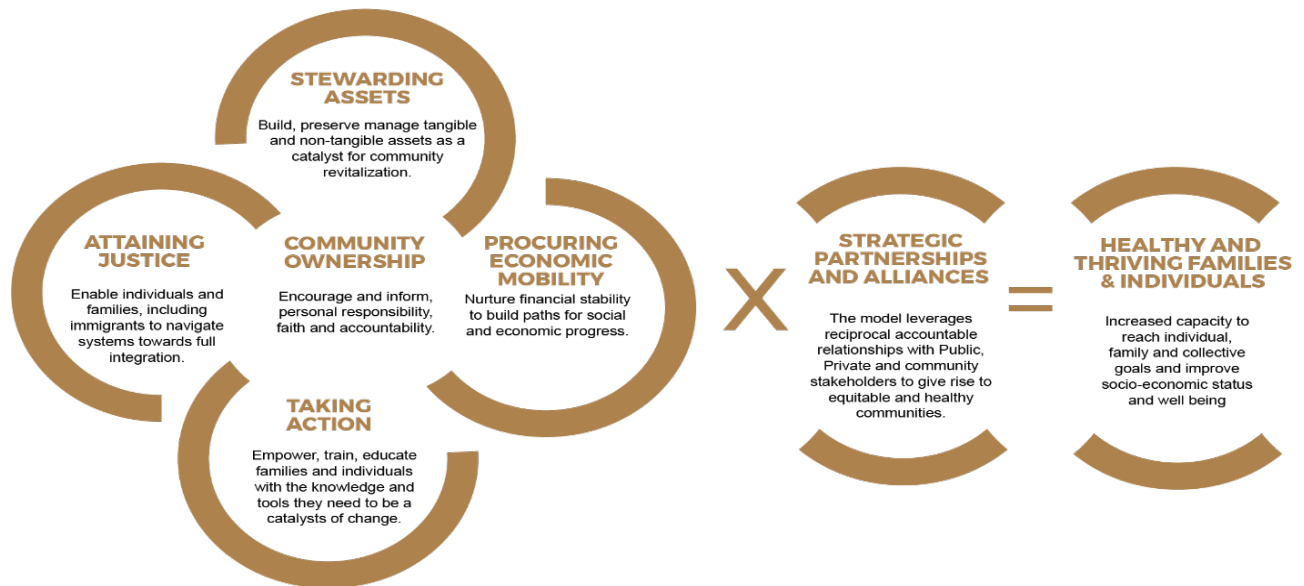 STEWARDING
ASSETS
Build, preserve manage tangible
and non-tangible assets as a
catalyst for community
revitalization.
ATTAINING
JUSTICE
Enable individuals and
families, including
immigrants to navigate
systems towards full
integration.
COMMUNITY
OWNERSHIP
Encourage and inform,
personal responsibility,
faith and accountability.
PROCURING
ECONOMIC
MOBILITY
Nurture financial stability
to build paths for social
and economic progress.
TAKING
ACTION
Empower, train, educate
families and individuals
with the knowledge and
tools they need to be a
catalysts of change.
X
STRATEGIC
PARTNERSHIPS
AND ALLIANCES
The model leverages
reciprocal accountable
relationships with Public,
Private and community
stakeholders to give rise to
equitable and healthy
communities.
=
HEALTHY AND
THRIVING FAMILIES
& INDIVIDUALS
Increased capacity to
reach individual,
family and collective
goals and improve
socio-economic status
and well being